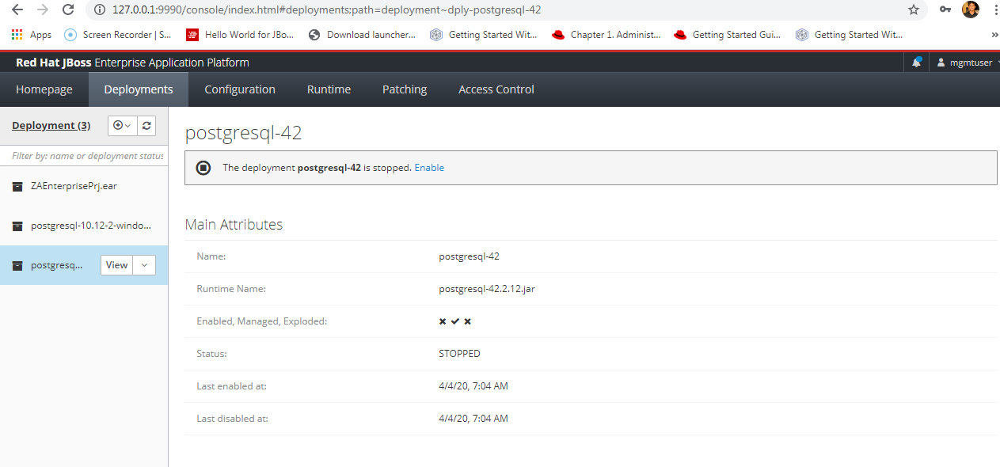 127.0.0.1:9990/console/index.html#deployments;path=deployment~dply-postgresql-42
Apps Screen Recorder | S... Hello World for JBo... Download launcher... Getting Started Wit... Chapter 1. Administ... Getting Started Gui... Getting Started Wit... »
Red Hat JBoss Enterprise Application Platform mgmtuser
Homepage Deployments Configuration Runtime Patching Access Control
Deployment (3)
Filter by: name or deployment status
ZAEnterprisePrj.ear
postgresql-10.12-2-windo...
postgresq... View
postgresql-42
The deployment postgresql-42 is stopped. Enable
Main Attributes
Name: postgresql-42
Runtime Name: postgresql-42.2.12.jar
Enabled, Managed, Exploded:
Status: STOPPED
Last enabled at: 4/4/20, 7:04 AM
Last disabled at: 4/4/20, 7:04 AM